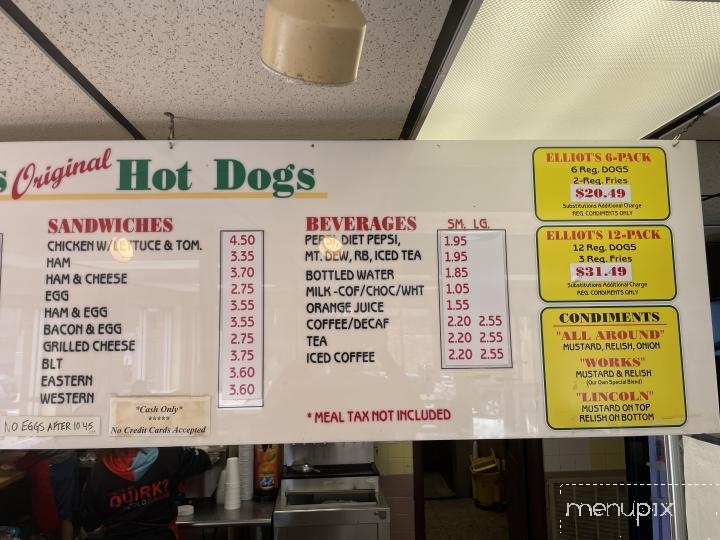 s Original Hot Dogs
SANDWICHES
CHICKEN W/LETTUCE & TOM. 4.50
HAM 3.35
HAM & CHEESE 3.70
EGG 2.75
HAM & EGG 3.55
BACON & EGG 3.55
GRILLED CHEESE 2.75
BLT 3.75
EASTERN 3.60
WESTERN 3.60
NO EGGS AFTER 10:45
*Cash Only*
*****
No Credit Cards Accepted
BEVERAGES SM. LG.
PEPSI, DIET PEPSI, 1.95
MT. DEW, RB, ICED TEA 1.95
BOTTLED WATER 1.85
MILK -COF/CHOC/WHT 1.05
ORANGE JUICE 1.55
COFFEE/DECAF 2.20 2.55
TEA 2.20 2.55
ICED COFFEE 2.20 2.55
* MEAL TAX NOT INCLUDED
ELLIOT'S 6-PACK
6 Reg. DOGS
2-Reg. Fries
$20.49
Substitutions Additional Charge
REG. CONDIMENTS ONLY
ELLIOT'S 12-PACK
12 Reg. DOGS
3 Reg. Fries
$31.49
Substitutions Additional Charge
REG. CONDIMENTS ONLY
CONDIMENTS
"ALL AROUND"
MUSTARD, RELISH, ONION
"WORKS"
MUSTARD & RELISH
(Our Own Special Blend)
"LINCOLN"
MUSTARD ON TOP
RELISH ON BOTTOM
QUIRK?
menupix